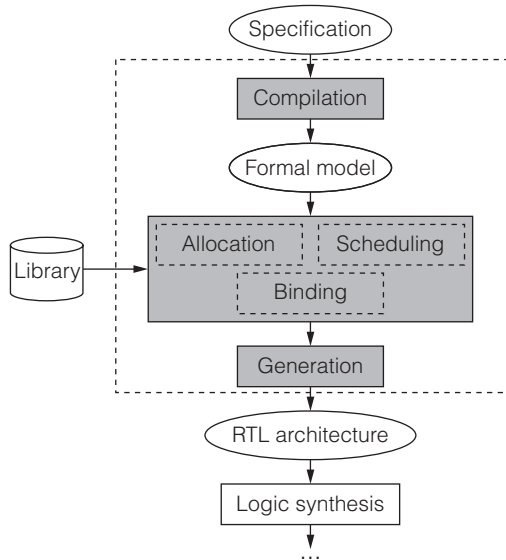 Specification
Compilation
Formal model
Allocation
Scheduling
Library
Binding
Generation
RTL architecture
Logic synthesis
...